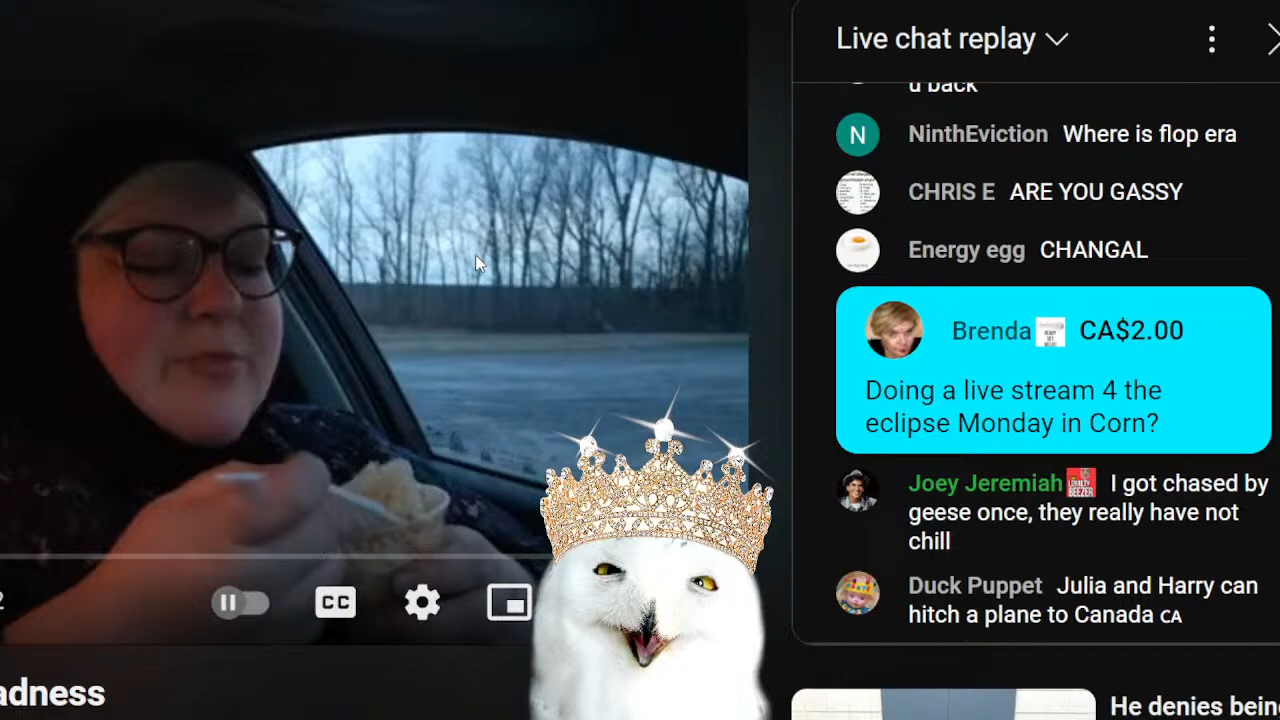 Live chat replay
u back
N NinthEviction Where is flop era
CHRIS E ARE YOU GASSY
Energy egg CHANGAL
Brenda CA$2.00
Doing a live stream 4 the
eclipse Monday in Corn?
Joey Jeremiah I got chased by
geese once, they really have not
chill
Duck Puppet Julia and Harry can
hitch a plane to Canada CA
2
CC
adness
He denies bein